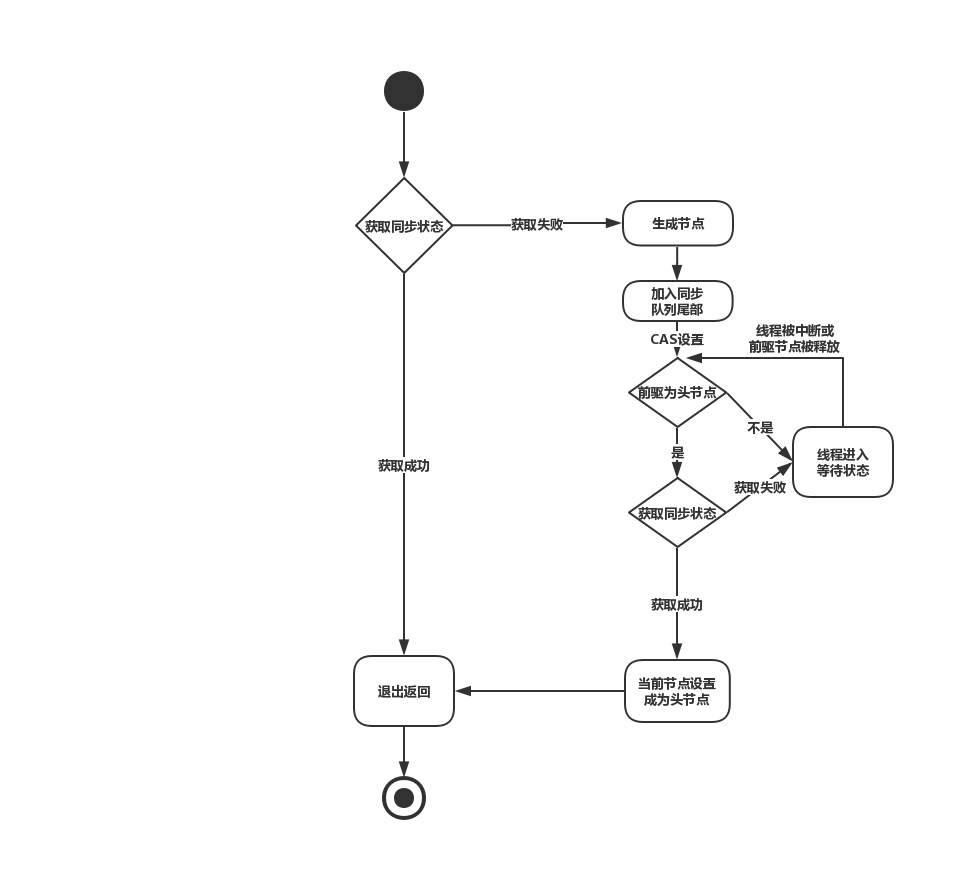 获取同步状态
获取失败
生成节点
加入同步
队列尾部
CAS设置
线程被中断或
前驱节点被释放
前驱为头节点
不是
线程进入
等待状态
是
获取失败
获取同步状态
获取成功
获取成功
当前节点设置
成为头节点
退出返回